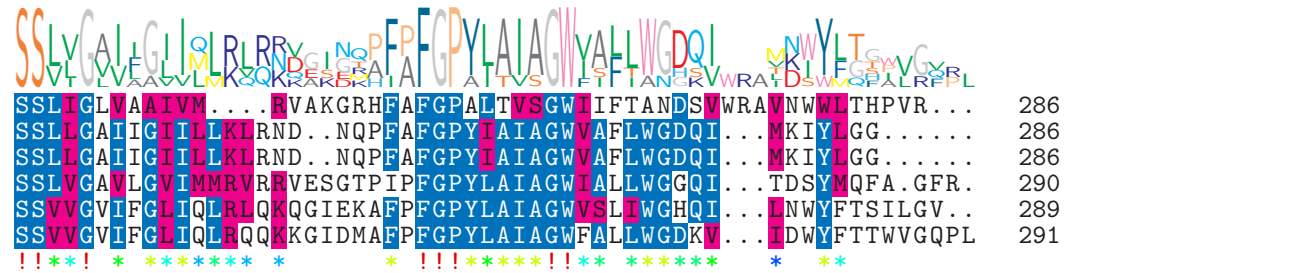 SSLIGLVAAIVM....RVAKGRHFAFGPALTVSGWIIFTANDSVWRAVNWWLTHPVR... 286
SSLLGAIIGIILLKLRND..NQPFAFGPYIAIAGWVAFLWGDQI...MKIYLGG...... 286
SSLLGAIIGIILLKLRND..NQPFAFGPYIAIAGWVAFLWGDQI...MKIYLGG...... 286
SSLVGAVLGVIMMRVRRVESGTPIPFGPYLAIAGWIALLWGGQI...TDSYMQFA.GFR. 290
SSVVGVIFGLIQLRLQKQGIEKAFPFGPYLAIAGWVSLIWGHQI...LNWYFTSILGV.. 289
SSVVGVIFGLIQLRQQKKGIDMAFPFGPYLAIAGWFALLWGDKV...IDWYFTTWVGQPL 291
!!**! * ******* * * !!!*****!!** ****** * **